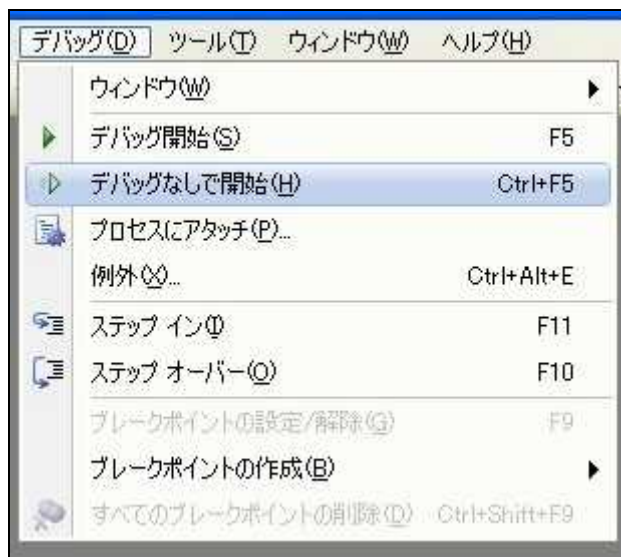 デバッグ(D) ツール(T) ウィンドウ(W) ヘルプ(H)
ウィンドウ(W)
デバッグ開始(S) F5
デバッグなしで開始(H) Ctrl+F5
プロセスにアタッチ(P)...
例外(X)... Ctrl+Alt+E
ステップ イン(I) F11
ステップ オーバー(O) F10
ブレークポイントの設定/解除(G) F9
ブレークポイントの作成(B)
すべてのブレークポイントの削除(D) Ctrl+Shift+F9